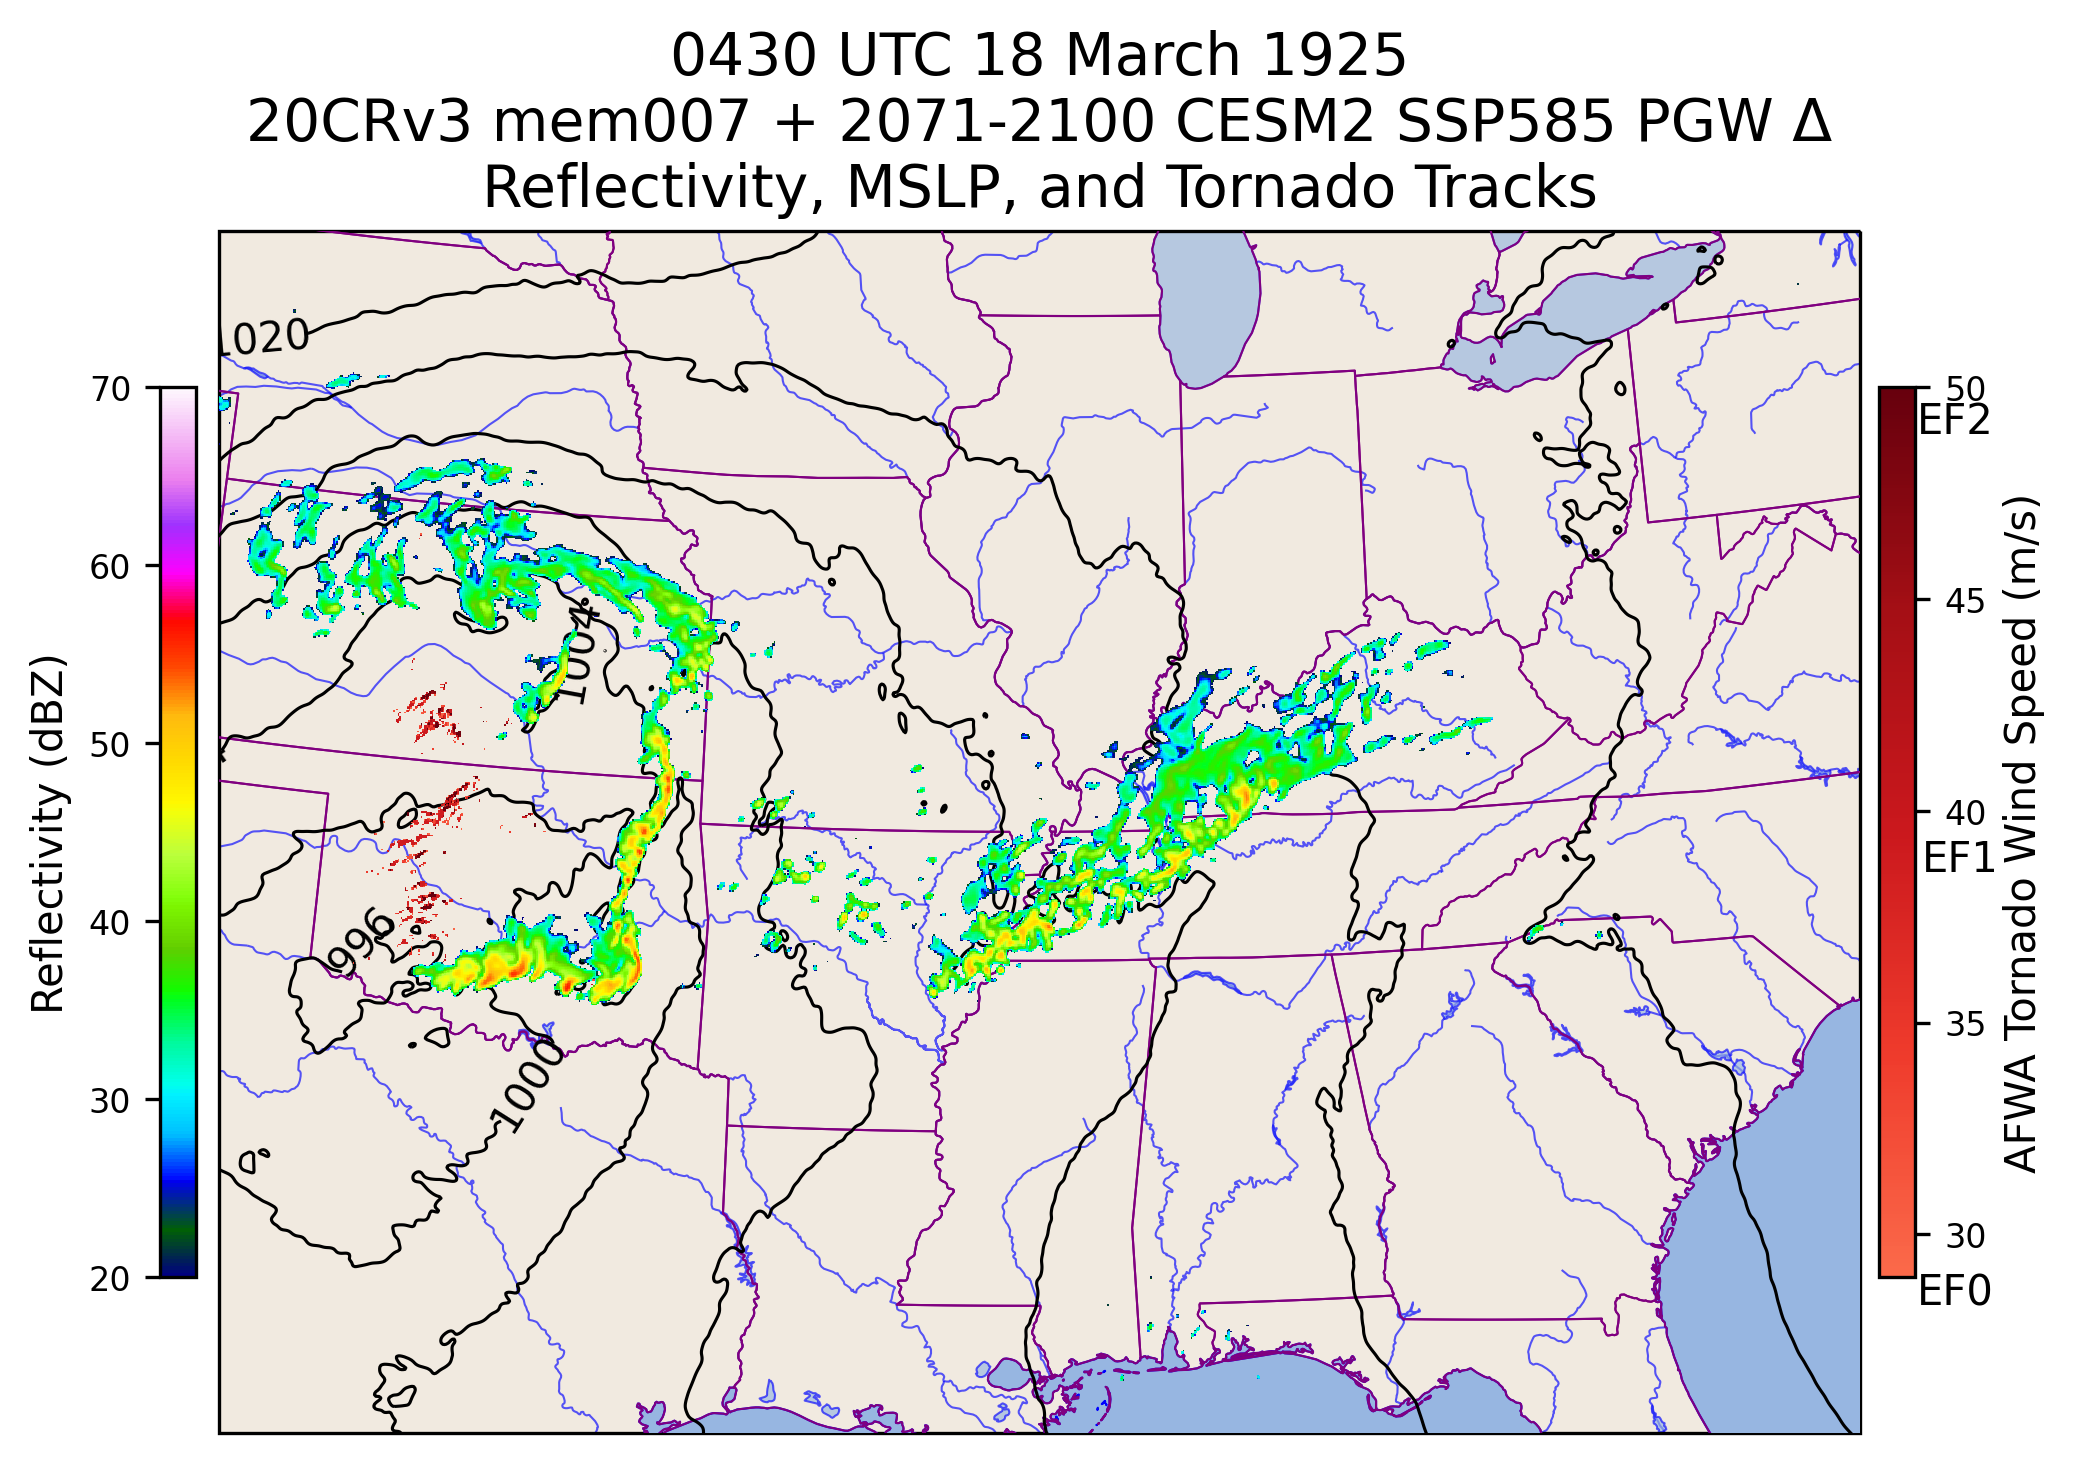 0430 UTC 18 March 1925
20CRv3 mem007 + 2071-2100 CESM2 SSP585 PGW Δ
Reflectivity, MSLP, and Tornado Tracks
1020
1004
996
1000
70
60
50
40
30
20
Reflectivity (dBZ)
50
EF2
45
40
EF1
35
30
EF0
AFWA Tornado Wind Speed (m/s)